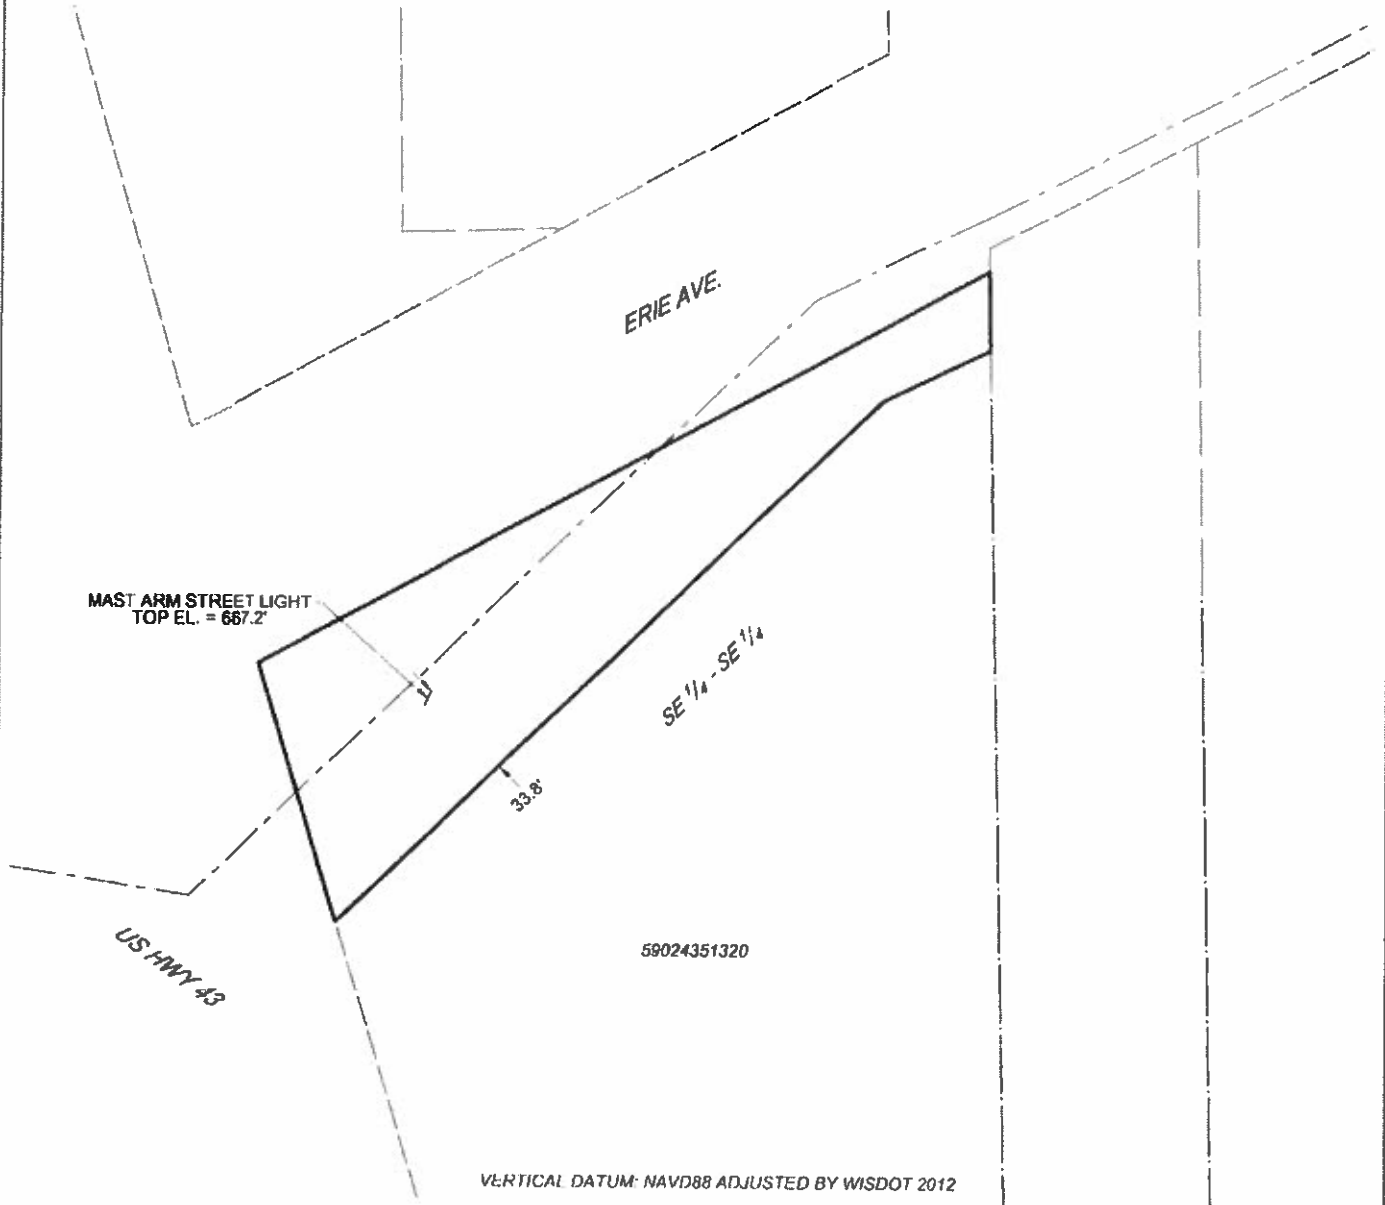 ERIE AVE.
MAST ARM STREET LIGHT
TOP EL. = 667.2'
SE 1/4 - SE 1/4
33.8'
59024351320
US HWY 43
VERTICAL DATUM: NAVD88 ADJUSTED BY WISDOT 2012